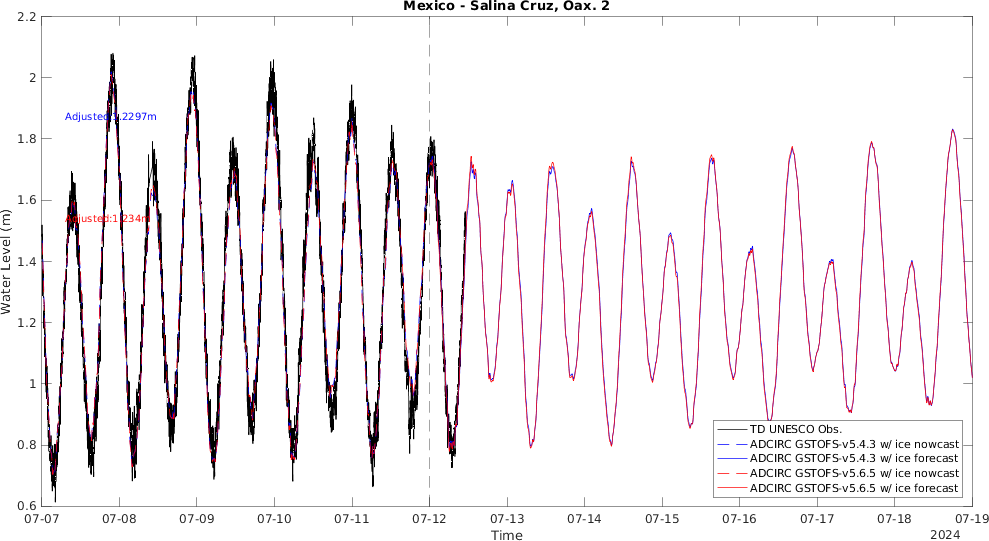 Mexico - Salina Cruz, Oax. 2
2.2
2
1.8
1.6
1.4
1.2
1
0.8
0.6
Water Level (m)
Adjusted:1.2297m
Adjusted:1.234m
TD UNESCO Obs.
ADCIRC GSTOFS-v5.4.3 w/ ice nowcast
ADCIRC GSTOFS-v5.4.3 w/ ice forecast
ADCIRC GSTOFS-v5.6.5 w/ ice nowcast
ADCIRC GSTOFS-v5.6.5 w/ ice forecast
07-07 07-08 07-09 07-10 07-11 07-12 07-13 07-14 07-15 07-16 07-17 07-18 07-19
Time
2024